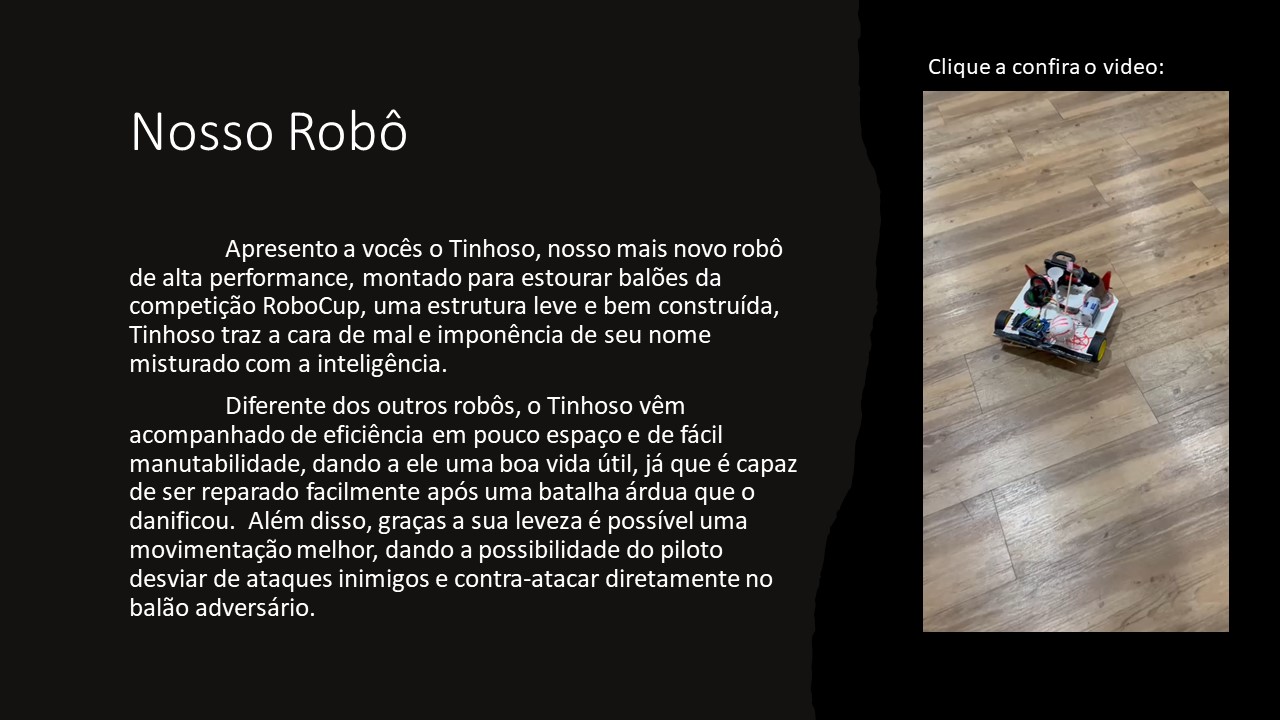 Clique a confira o video:
Nosso Robô
Apresento a vocês o Tinhoso, nosso mais novo robô
de alta performance, montado para estourar balões da
competição RoboCup, uma estrutura leve e bem construída,
Tinhoso traz a cara de mal e imponência de seu nome
misturado com a inteligência.
Diferente dos outros robôs, o Tinhoso vêm
acompanhado de eficiência em pouco espaço e de fácil
manutabilidade, dando a ele uma boa vida útil, já que é capaz
de ser reparado facilmente após uma batalha árdua que o
danificou.  Além disso, graças a sua leveza é possível uma
movimentação melhor, dando a possibilidade do piloto
desviar de ataques inimigos e contra-atacar diretamente no
balão adversário.